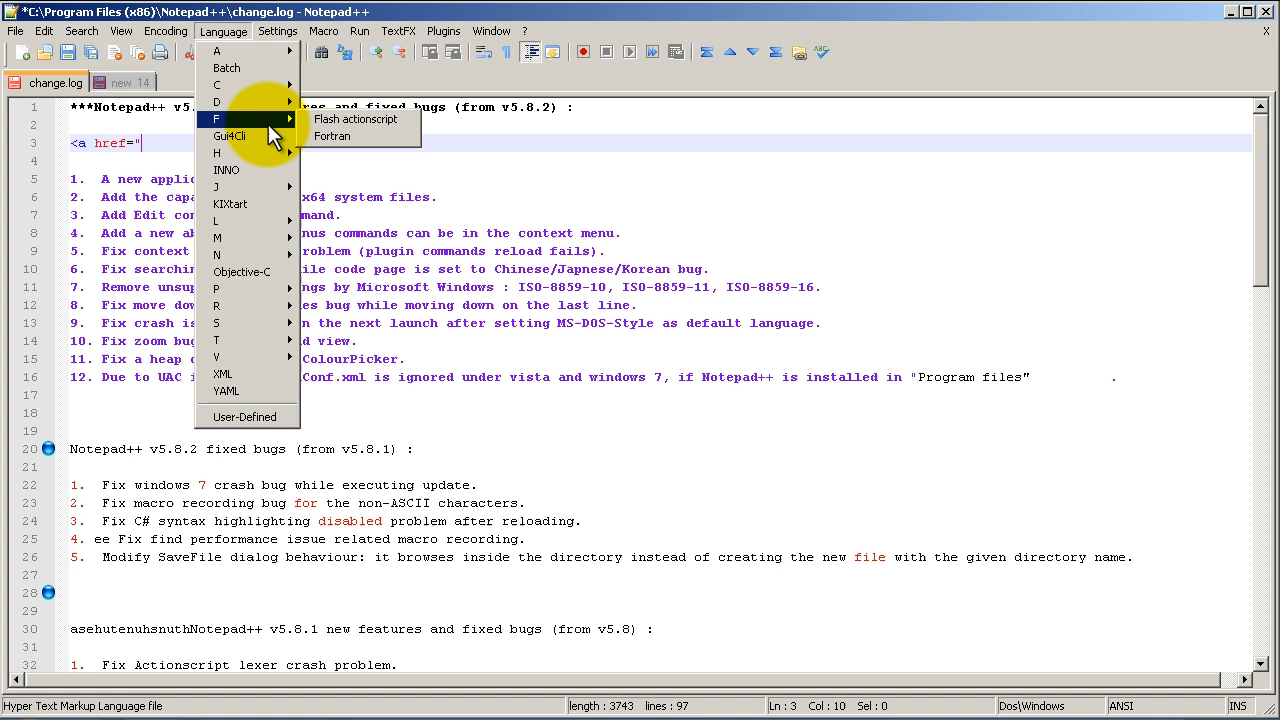 *C:\Program Files (x86)\Notepad++\change.log - Notepad++
File Edit Search View Encoding Language Settings Macro Run TextFX Plugins Window ? X
change.log new 14
A
Batch
C
D
F
Gui4Cli
H
INNO
J
KIXtart
L
M
N
Objective-C
P
R
S
T
V
XML
YAML
User-Defined
Flash actionscript
Fortran
1 ***Notepad++ v5. res and fixed bugs (from v5.8.2) :
2
3 <a href="
4
5 1. A new applic
6 2. Add the capa x64 system files.
7 3. Add Edit co mand.
8 4. Add a new a nus commands can be in the context menu.
9 5. Fix context roblem (plugin commands reload fails).
10 6. Fix searchin ile code page is set to Chinese/Japnese/Korean bug.
11 7. Remove unsup ngs by Microsoft Windows : ISO-8859-10, ISO-8859-11, ISO-8859-16.
12 8. Fix move dow es bug while moving down on the last line.
13 9. Fix crash is n the next launch after setting MS-DOS-Style as default language.
14 10. Fix zoom bug d view.
15 11. Fix a heap ColourPicker.
16 12. Due to UAC Conf.xml is ignored under vista and windows 7, if Notepad++ is installed in "Program files" .
17
18
19
20 Notepad++ v5.8.2 fixed bugs (from v5.8.1) :
21
22 1. Fix windows 7 crash bug while executing update.
23 2. Fix macro recording bug for the non-ASCII characters.
24 3. Fix C# syntax highlighting disabled problem after reloading.
25 4. ee Fix find performance issue related macro recording.
26 5. Modify SaveFile dialog behaviour: it browses inside the directory instead of creating the new file with the given directory name.
27
28
29
30 asehutenuhsnuthNotepad++ v5.8.1 new features and fixed bugs (from v5.8) :
31
32 1. Fix Actionscript lexer crash problem.
Hyper Text Markup Language file length : 3743 lines : 97 Ln : 3 Col : 10 Sel : 0 Dos\Windows ANSI INS